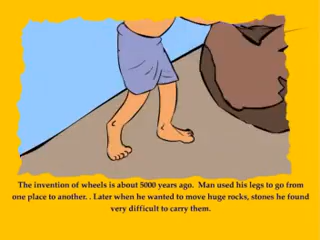 The invention of wheels is about 5000 years ago. Man used his legs to go from
one place to another. . Later when he wanted to move huge rocks, stones he found
very difficult to carry them.